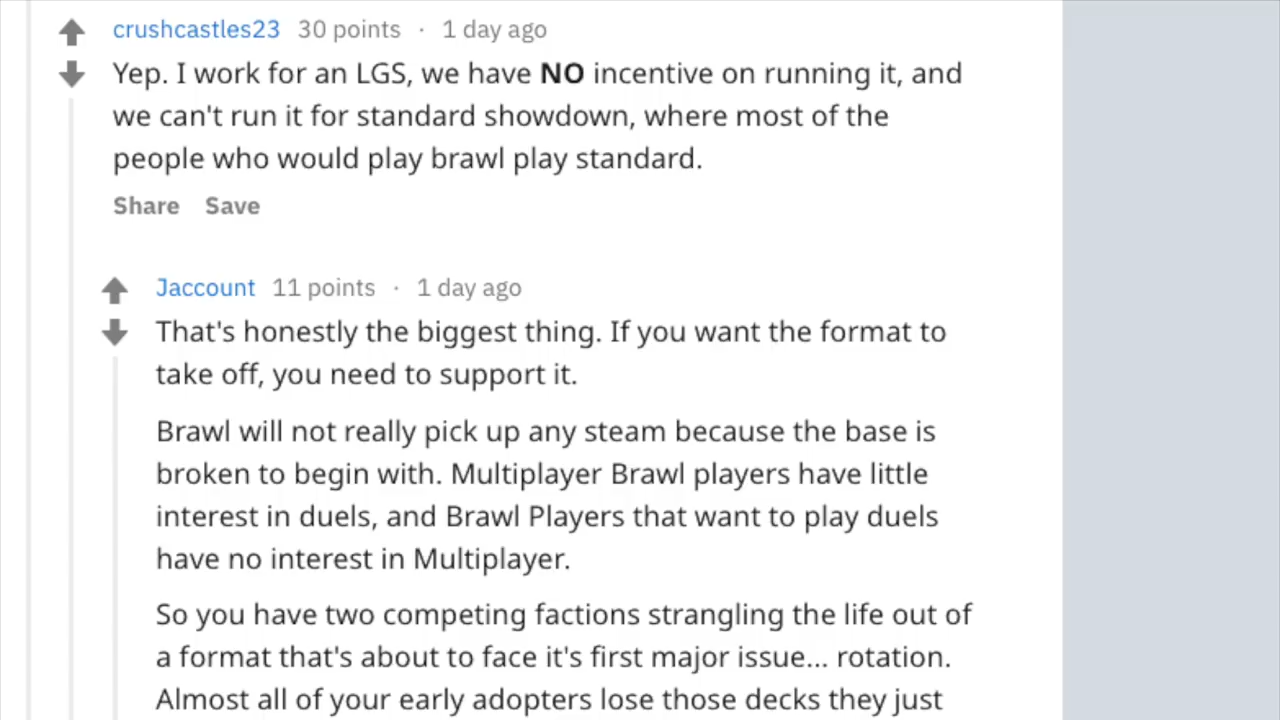 crushcastles23 30 points · 1 day ago
Yep. I work for an LGS, we have NO incentive on running it, and
we can't run it for standard showdown, where most of the
people who would play brawl play standard.
Share Save
Jaccount 11 points · 1 day ago
That's honestly the biggest thing. If you want the format to
take off, you need to support it.
Brawl will not really pick up any steam because the base is
broken to begin with. Multiplayer Brawl players have little
interest in duels, and Brawl Players that want to play duels
have no interest in Multiplayer.
So you have two competing factions strangling the life out of
a format that's about to face it's first major issue... rotation.
Almost all of your early adopters lose those decks they just